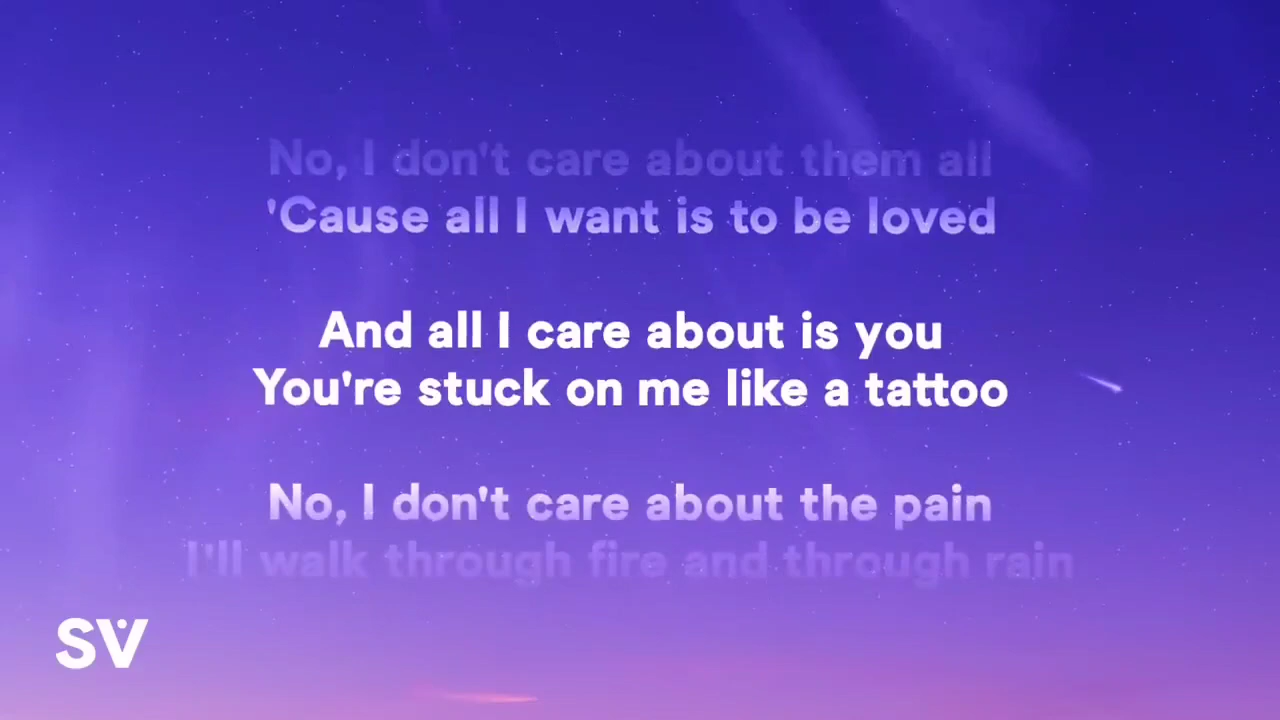 No, I don't care about them all
'Cause all I want is to be loved
And all I care about is you
You're stuck on me like a tattoo
No, I don't care about the pain
I'll walk through fire and through rain
SV